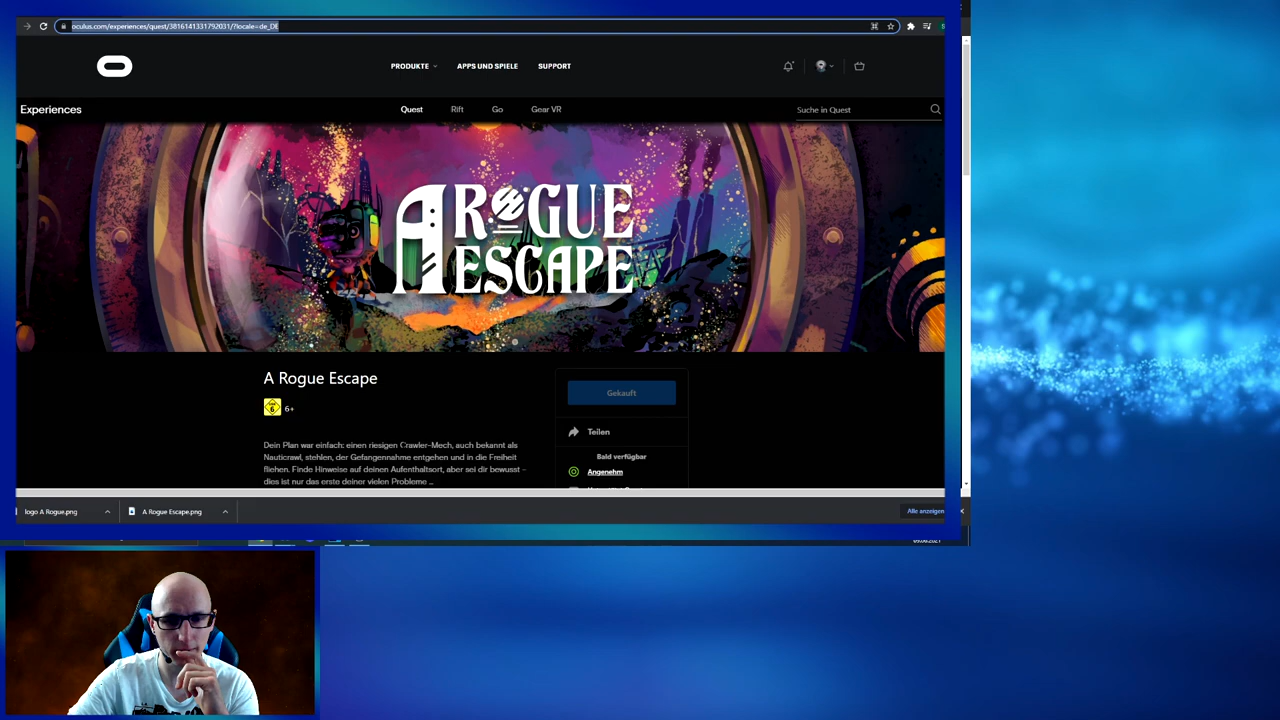 oculus.com/experiences/quest/3816141331792031/?locale=de_DE
PRODUKTE APPS UND SPIELE SUPPORT
Experiences Quest Rift Go Gear VR Suche in Quest
A ROGUE
ESCAPE
A Rogue Escape
6 6+
Gekauft
Teilen
Dein Plan war einfach: einen riesigen Crawler-Mech, auch bekannt als
Nauticrawl, stehlen, der Gefangennahme entgehen und in die Freiheit
fliehen. Finde Hinweise auf deinen Aufenthaltsort, aber sei dir bewusst –
dies ist nur das erste deiner vielen Probleme ...
Bald verfügbar
Angenehm
logo A Rogue.png A Rogue Escape.png Alle anzeigen